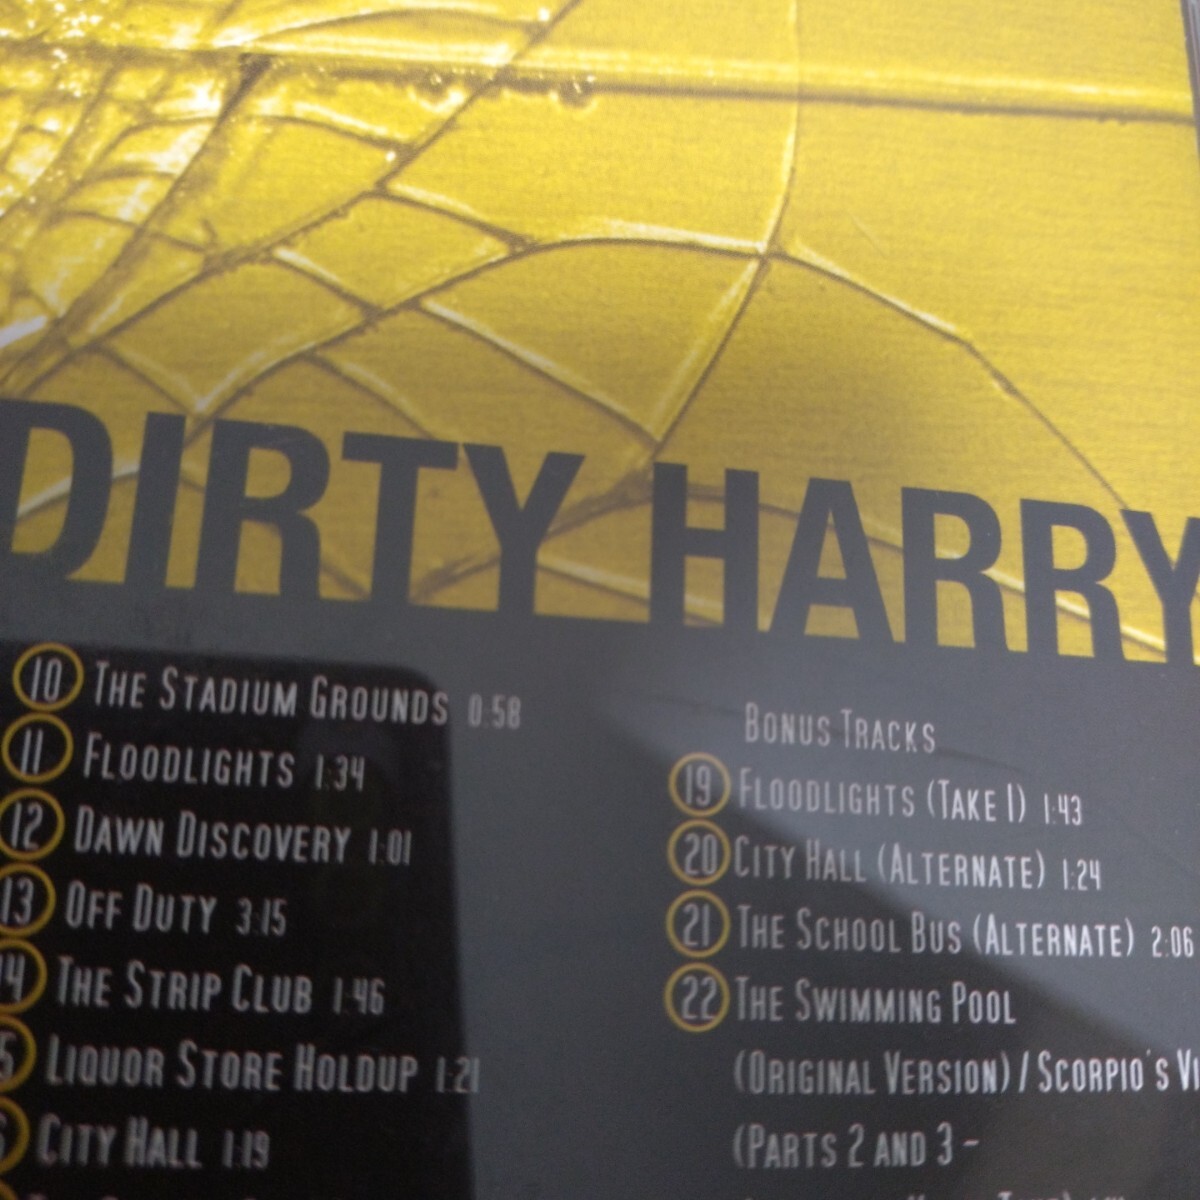 DIRTY HARRY
10 THE STADIUM GROUNDS 0:58
11 FLOODLIGHTS 1:34
12 DAWN DISCOVERY 1:01
13 OFF DUTY 3:15
14 THE STRIP CLUB 1:46
5 LIQUOR STORE HOLDUP 1:21
CITY HALL 1:19
BONUS TRACKS
19 FLOODLIGHTS (TAKE 1) 1:43
20 CITY HALL (ALTERNATE) 1:24
21 THE SCHOOL BUS (ALTERNATE) 2:06
22 THE SWIMMING POOL
(ORIGINAL VERSION) / SCORPIO'S VI
(PARTS 2 AND 3 –